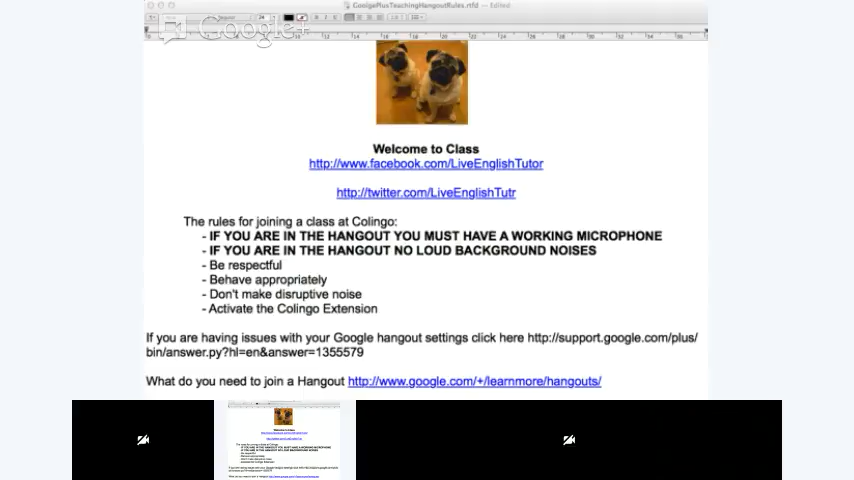 GooglePlusTeachingHangoutRules.rtfd — Edited
Google+
Welcome to Class
http://www.facebook.com/LiveEnglishTutor
http://twitter.com/LiveEnglishTutr
The rules for joining a class at Colingo:
- IF YOU ARE IN THE HANGOUT YOU MUST HAVE A WORKING MICROPHONE
- IF YOU ARE IN THE HANGOUT NO LOUD BACKGROUND NOISES
- Be respectful
- Behave appropriately
- Don't make disruptive noise
- Activate the Colingo Extension
If you are having issues with your Google hangout settings click here http://support.google.com/plus/
bin/answer.py?hl=en&answer=1355579
What do you need to join a Hangout http://www.google.com/+/learnmore/hangouts/